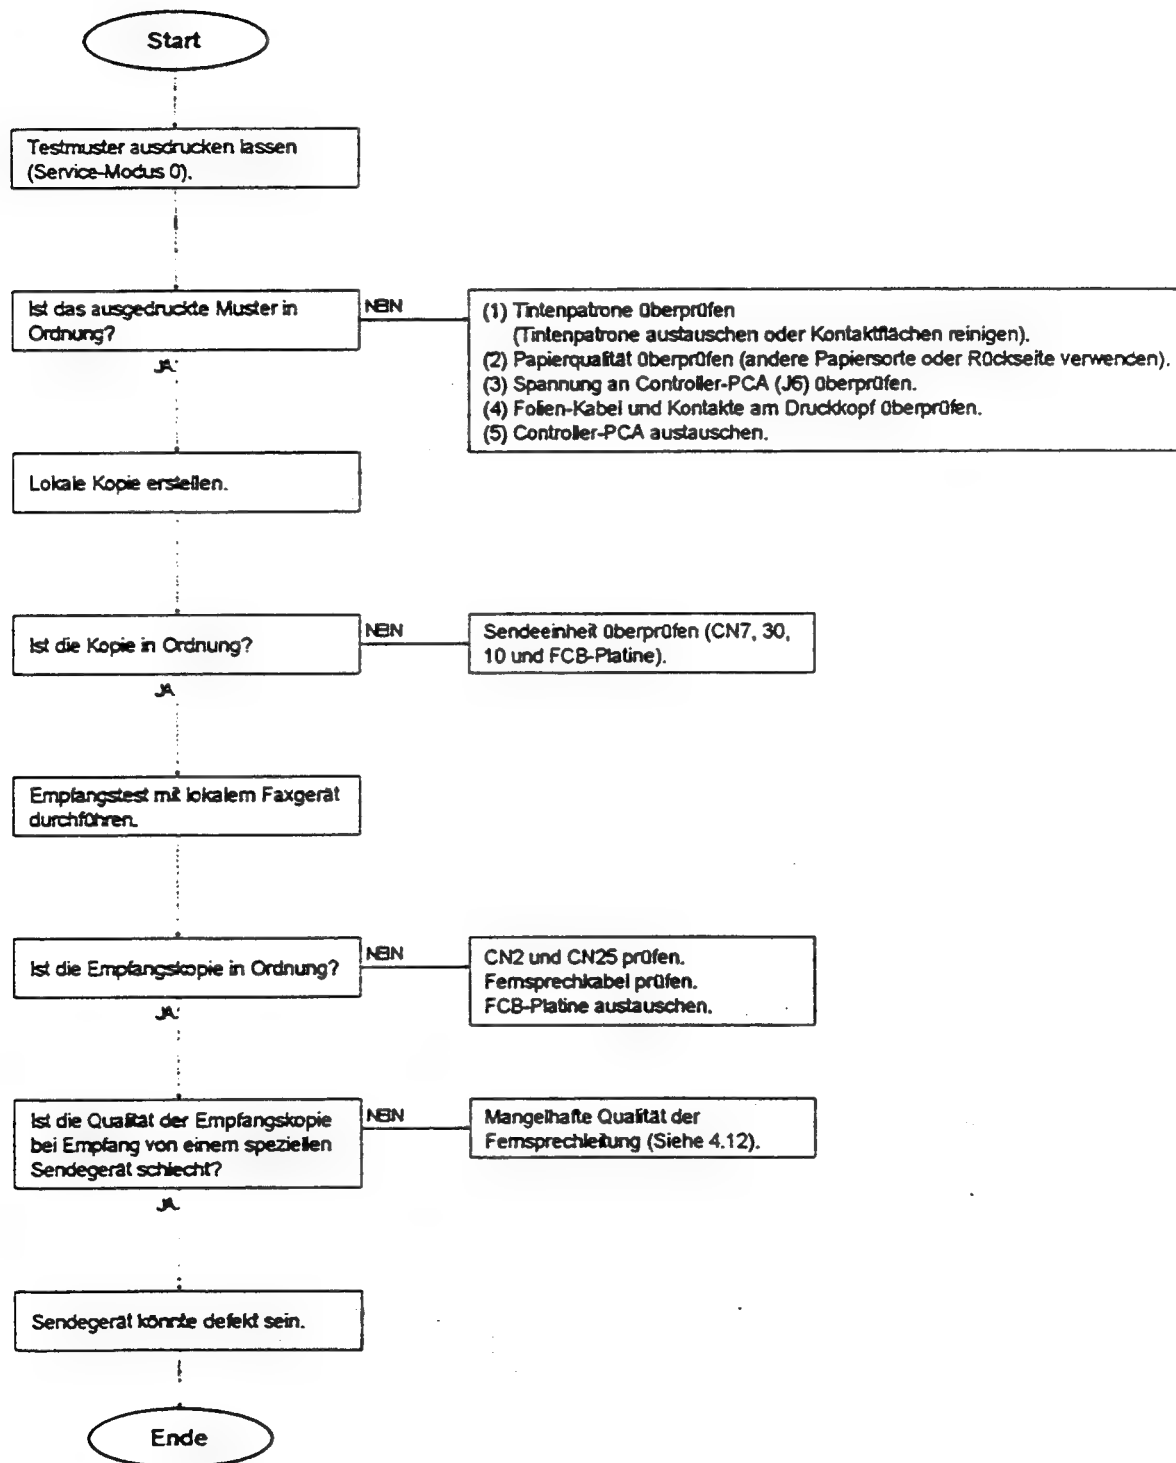 Start
Testmuster ausdrucken lassen
(Service-Modus 0).
Ist das ausgedruckte Muster in
Ordnung?
NEIN
(1) Tintenpatrone überprüfen
(Tintenpatrone austauschen oder Kontaktflächen reinigen).
(2) Papierqualität überprüfen (andere Papiersorte oder Rückseite verwenden).
(3) Spannung an Controller-PCA (J6) überprüfen.
(4) Folien-Kabel und Kontakte am Druckkopf überprüfen.
(5) Controller-PCA austauschen.
JA
Lokale Kopie erstellen.
Ist die Kopie in Ordnung?
NEIN
Sendeeinheit überprüfen (CN7, 30,
10 und FCB-Platine).
JA
Empfangstest mit lokalem Faxgerät
durchführen.
Ist die Empfangskopie in Ordnung?
NEIN
CN2 und CN25 prüfen.
Fernsprechkabel prüfen.
FCB-Platine austauschen.
JA
Ist die Qualität der Empfangskopie
bei Empfang von einem speziellen
Sendegerät schlecht?
NEIN
Mangelhafte Qualität der
Fernsprechleitung (Siehe 4.12).
JA
Sendegerät könnte defekt sein.
Ende